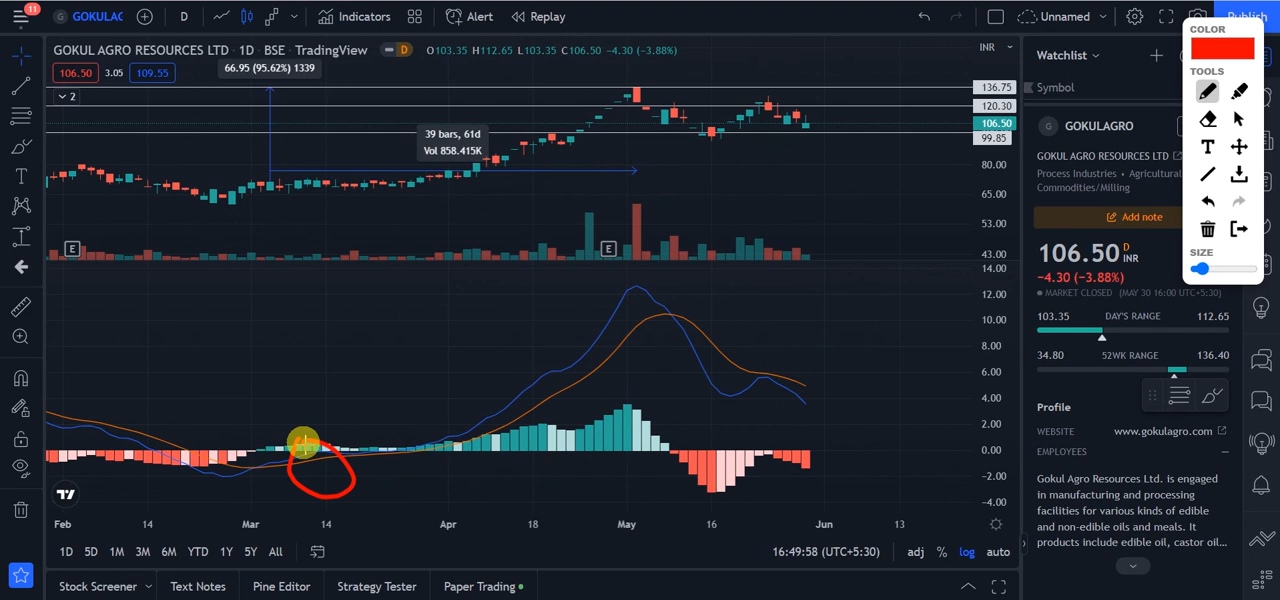 11
G GOKULAC D Indicators Alert Replay Unnamed Publish
GOKUL AGRO RESOURCES LTD · 1D · BSE · TradingView D O103.35 H112.65 L103.35 C106.50 −4.30 (−3.88%)
66.95 (95.62%) 1339
106.50 3.05 109.55
2
39 bars, 61d
Vol 858.415K
E E
INR
136.75
120.30
106.50
99.85
80.00
65.00
53.00
43.00
14.00
12.00
10.00
8.00
6.00
4.00
2.00
0.00
−2.00
−4.00
Feb 14 Mar 14 Apr 18 May 16 Jun 13
1D 5D 1M 3M 6M YTD 1Y 5Y All 16:49:58 (UTC+5:30) adj % log auto
Stock Screener Text Notes Pine Editor Strategy Tester Paper Trading
Watchlist
Symbol
G GOKULAGRO
GOKUL AGRO RESOURCES LTD
Process Industries • Agricultural
Commodities/Milling
Add note
106.50 D INR
−4.30 (−3.88%)
MARKET CLOSED (MAY 30 16:00 UTC+5:30)
103.35 DAY'S RANGE 112.65
34.80 52WK RANGE 136.40
Profile
WEBSITE www.gokulagro.com
EMPLOYEES –
Gokul Agro Resources Ltd. is engaged
in manufacturing and processing
facilities for various kinds of edible
and non-edible oils and meals. It
products include edible oil, castor oil...
COLOR
TOOLS
T
SIZE